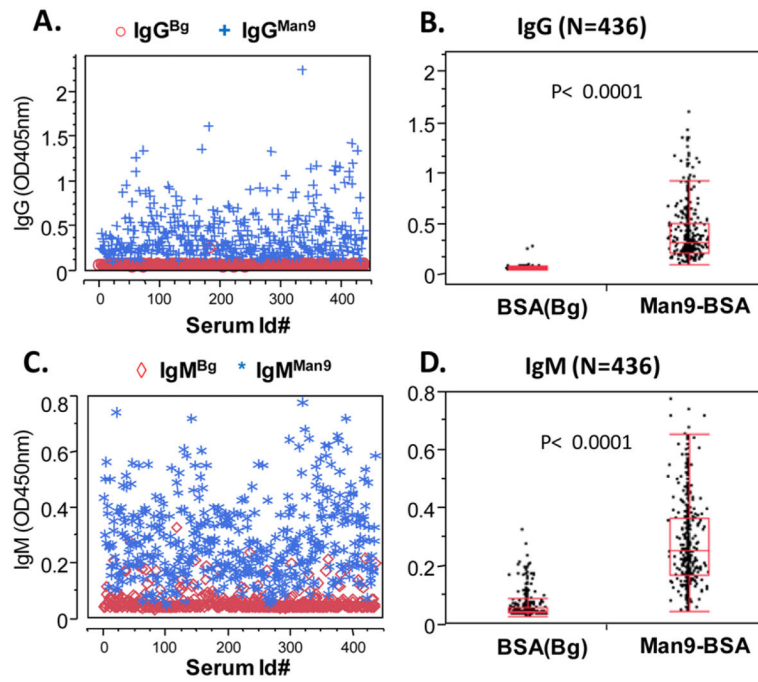 A.
IgG^Bg IgG^Man9
IgG (OD405nm)
2
1.5
1
0.5
0
0 100 200 300 400
Serum Id#
B.
IgG (N=436)
P< 0.0001
2
1.5
1
0.5
0
BSA(Bg) Man9-BSA
C.
IgM^Bg IgM^Man9
IgM (OD450nm)
0.8
0.6
0.4
0.2
0
0 100 200 300 400
Serum Id#
D.
IgM (N=436)
P< 0.0001
0.8
0.6
0.4
0.2
0
BSA(Bg) Man9-BSA